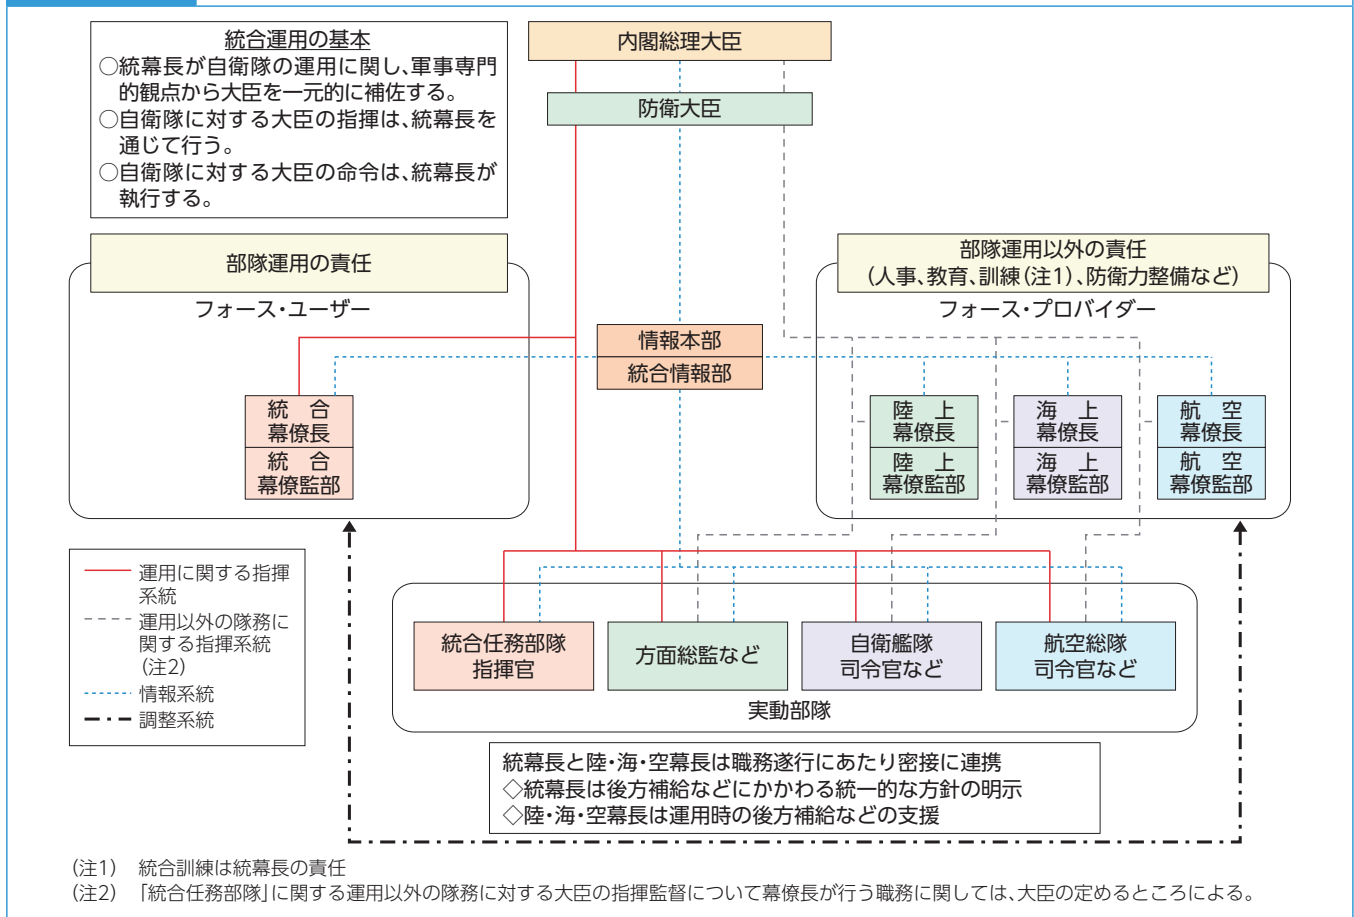 統合運用の基本
○統幕長が自衛隊の運用に関し、軍事専門
的観点から大臣を一元的に補佐する。
○自衛隊に対する大臣の指揮は、統幕長を
通じて行う。
○自衛隊に対する大臣の命令は、統幕長が
執行する。
内閣総理大臣
防衛大臣
部隊運用の責任
フォース・ユーザー
部隊運用以外の責任
(人事、教育、訓練(注1)、防衛力整備など)
フォース・プロバイダー
情報本部
統合情報部
統 合
幕僚長
統 合
幕僚監部
陸 上
幕僚長
陸 上
幕僚監部
海 上
幕僚長
海 上
幕僚監部
航 空
幕僚長
航 空
幕僚監部
運用に関する指揮
系統
運用以外の隊務に
関する指揮系統
(注2)
情報系統
調整系統
統合任務部隊
指揮官
方面総監など
自衛艦隊
司令官など
航空総隊
司令官など
実動部隊
統幕長と陸・海・空幕長は職務遂行にあたり密接に連携
◇統幕長は後方補給などにかかわる統一的な方針の明示
◇陸・海・空幕長は運用時の後方補給などの支援
(注1) 統合訓練は統幕長の責任
(注2) 「統合任務部隊」に関する運用以外の隊務に対する大臣の指揮監督について幕僚長が行う職務に関しては、大臣の定めるところによる。